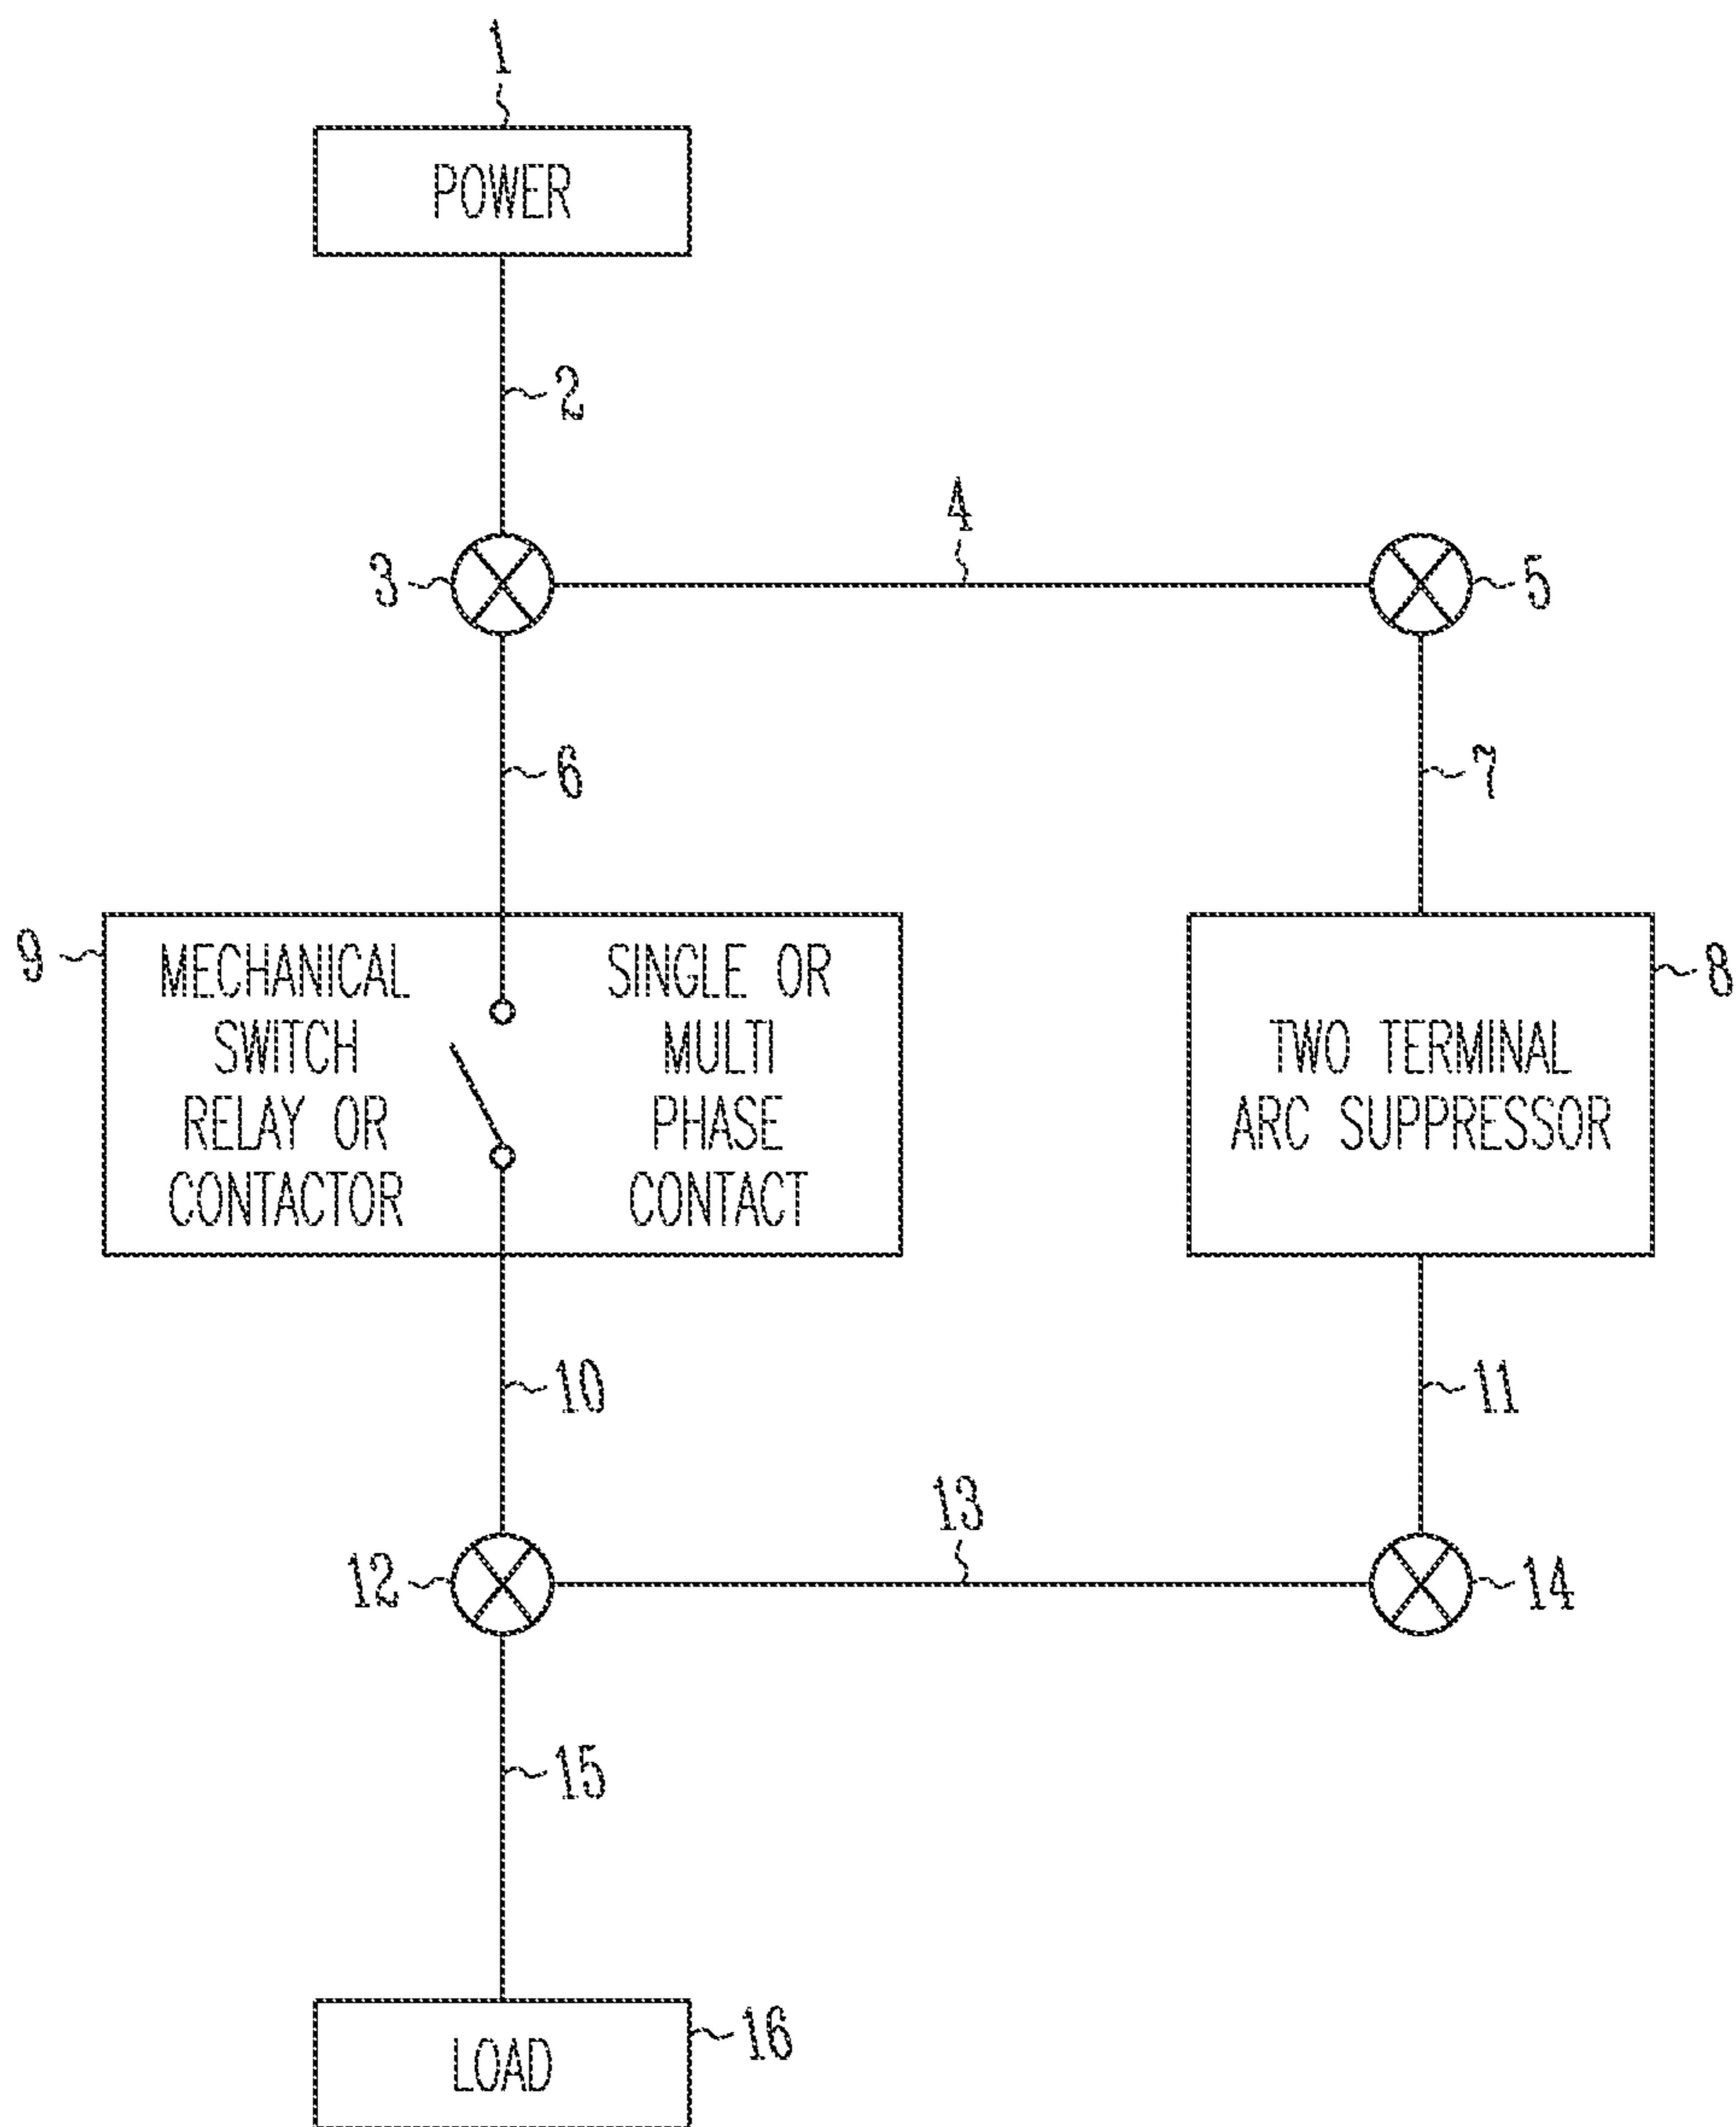 1
POWER
2
4
3
5
6
7
9
MECHANICAL
SWITCH
RELAY OR
CONTACTOR
SINGLE OR
MULTI
PHASE
CONTACT
TWO TERMINAL
ARC SUPPRESSOR
8
10
11
13
12
14
15
LOAD
16